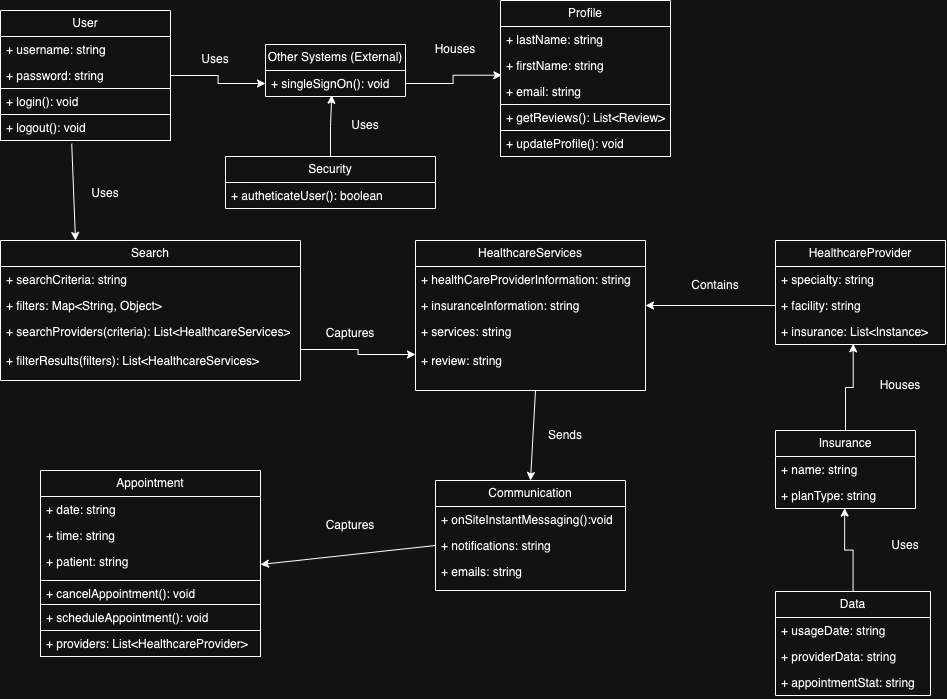 User
+ username: string
+ password: string
+ login(): void
+ logout(): void
Uses
Other Systems (External)
+ singleSignOn(): void
Houses
Profile
+ lastName: string
+ firstName: string
+ email: string
+ getReviews(): List<Review>
+ updateProfile(): void
Uses
Security
+ autheticateUser(): boolean
Uses
Search
+ searchCriteria: string
+ filters: Map<String, Object>
+ searchProviders(criteria): List<HealthcareServices>
+ filterResults(filters): List<HealthcareServices>
Captures
HealthcareServices
+ healthCareProviderInformation: string
+ insuranceInformation: string
+ services: string
+ review: string
Contains
HealthcareProvider
+ specialty: string
+ facility: string
+ insurance: List<Instance>
Houses
Sends
Insurance
+ name: string
+ planType: string
Appointment
+ date: string
+ time: string
+ patient: string
+ cancelAppointment(): void
+ scheduleAppointment(): void
+ providers: List<HealthcareProvider>
Captures
Communication
+ onSiteInstantMessaging():void
+ notifications: string
+ emails: string
Uses
Data
+ usageDate: string
+ providerData: string
+ appointmentStat: string